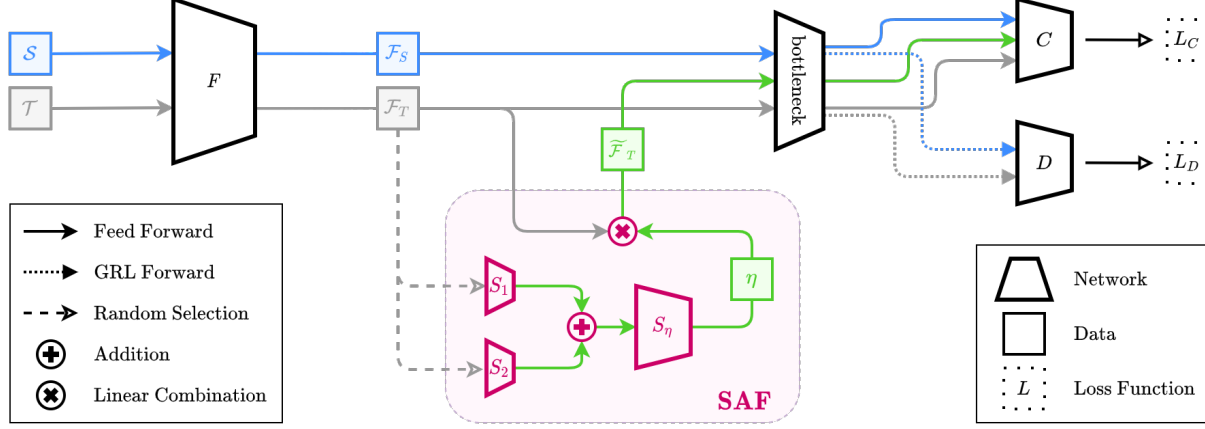 𝒮
𝒯
F
ℱ_S
ℱ_T
ℱ̃_T
bottleneck
C
D
L_C
L_D
S_1
S_2
S_η
η
SAF
Feed Forward
GRL Forward
Random Selection
Addition
Linear Combination
Network
Data
L
Loss Function